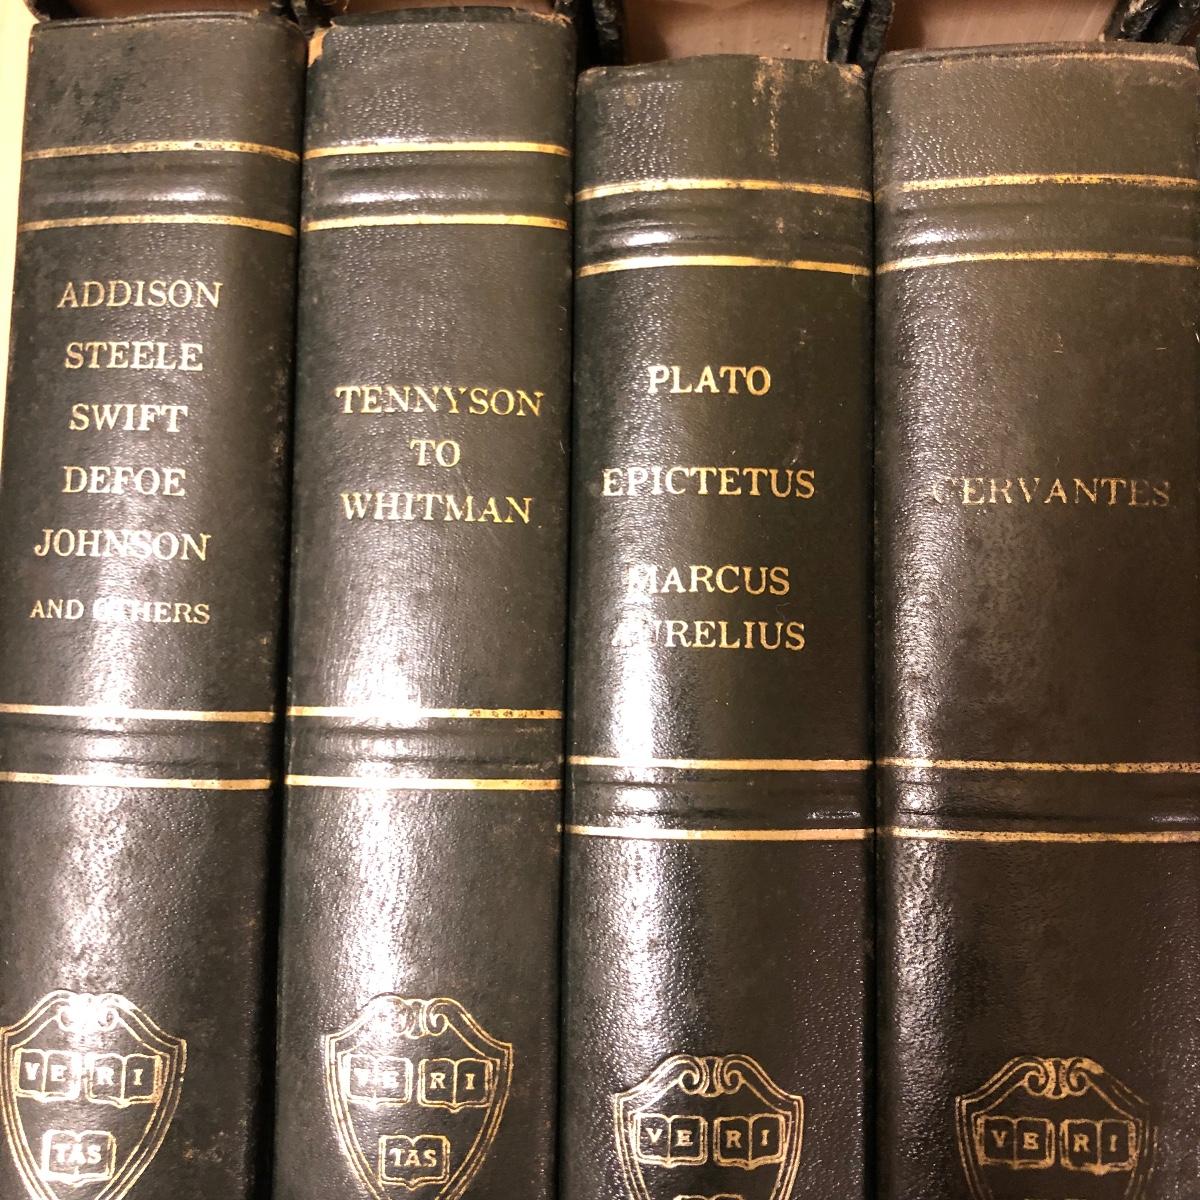 ADDISON
STEELE
SWIFT
DEFOE
JOHNSON
AND OTHERS
VE RI
TAS
TENNYSON
TO
WHITMAN
VE RI
TAS
PLATO
EPICTETUS
MARCUS
AURELIUS
VE RI
CERVANTES
VE RI